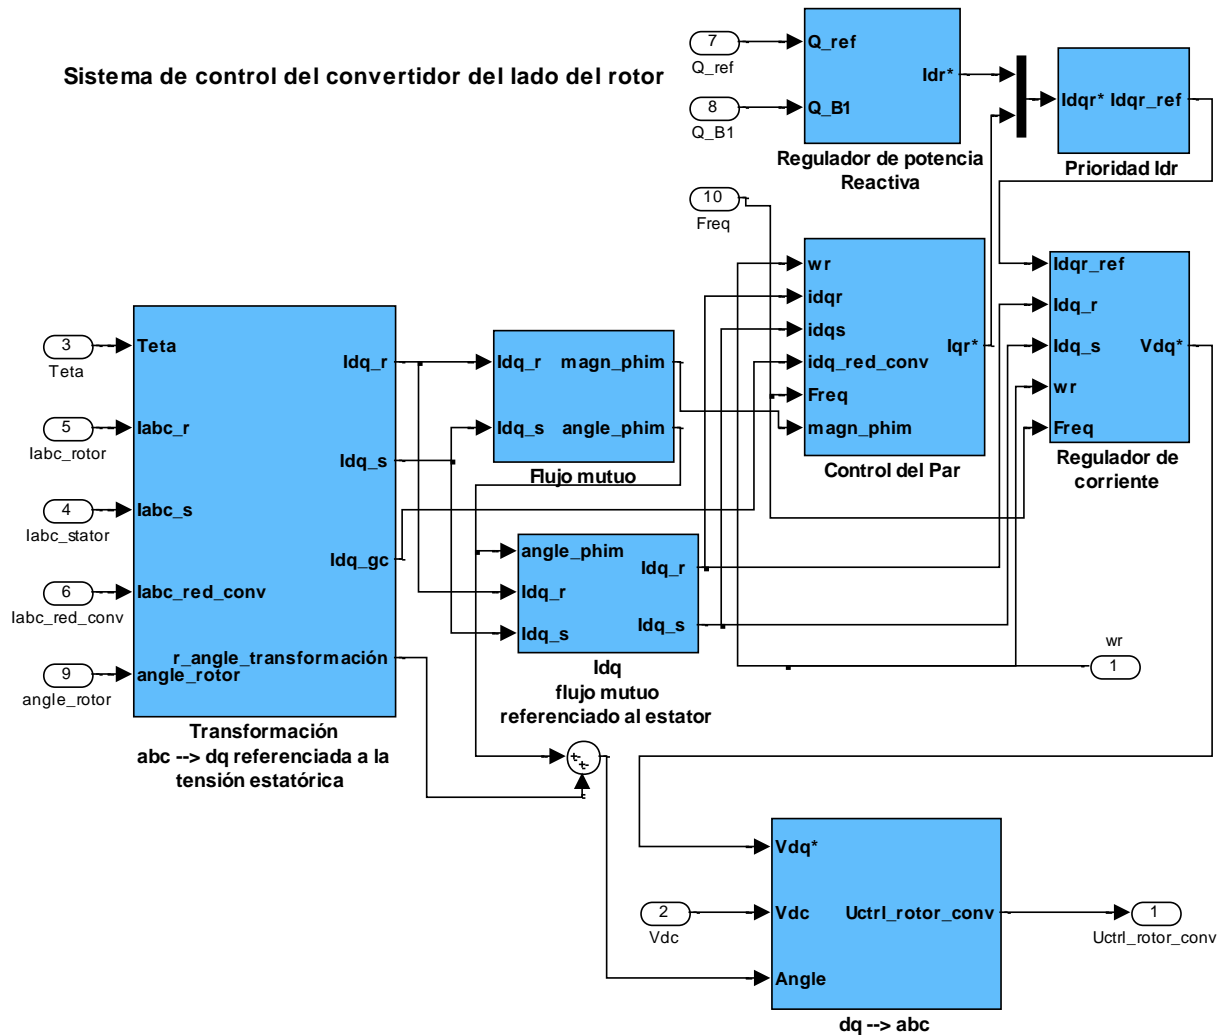 Sistema de control del convertidor del lado del rotor
7
Q_ref
8
Q_B1
Q_ref
Q_B1
Idr*
Regulador de potencia
Reactiva
Idqr* Idqr_ref
Prioridad Idr
10
Freq
wr
idqr
idqs
idq_red_conv
Freq
magn_phim
Iqr*
Control del Par
Idqr_ref
Idq_r
Idq_s
wr
Freq
Vdq*
Regulador de
corriente
3
Teta
5
Iabc_rotor
4
Iabc_stator
6
Iabc_red_conv
9
angle_rotor
Teta
Iabc_r
Iabc_s
Iabc_red_conv
angle_rotor
Idq_r
Idq_s
Idq_gc
r_angle_transformación
Transformación
abc --> dq referenciada a la
tensión estatórica
Idq_r magn_phim
Idq_s angle_phim
Flujo mutuo
angle_phim
Idq_r
Idq_s
Idq_r
Idq_s
Idq
flujo mutuo
referenciado al estator
wr
1
+
+
Vdq*
Vdc
Angle
Uctrl_rotor_conv
dq --> abc
2
Vdc
1
Uctrl_rotor_conv